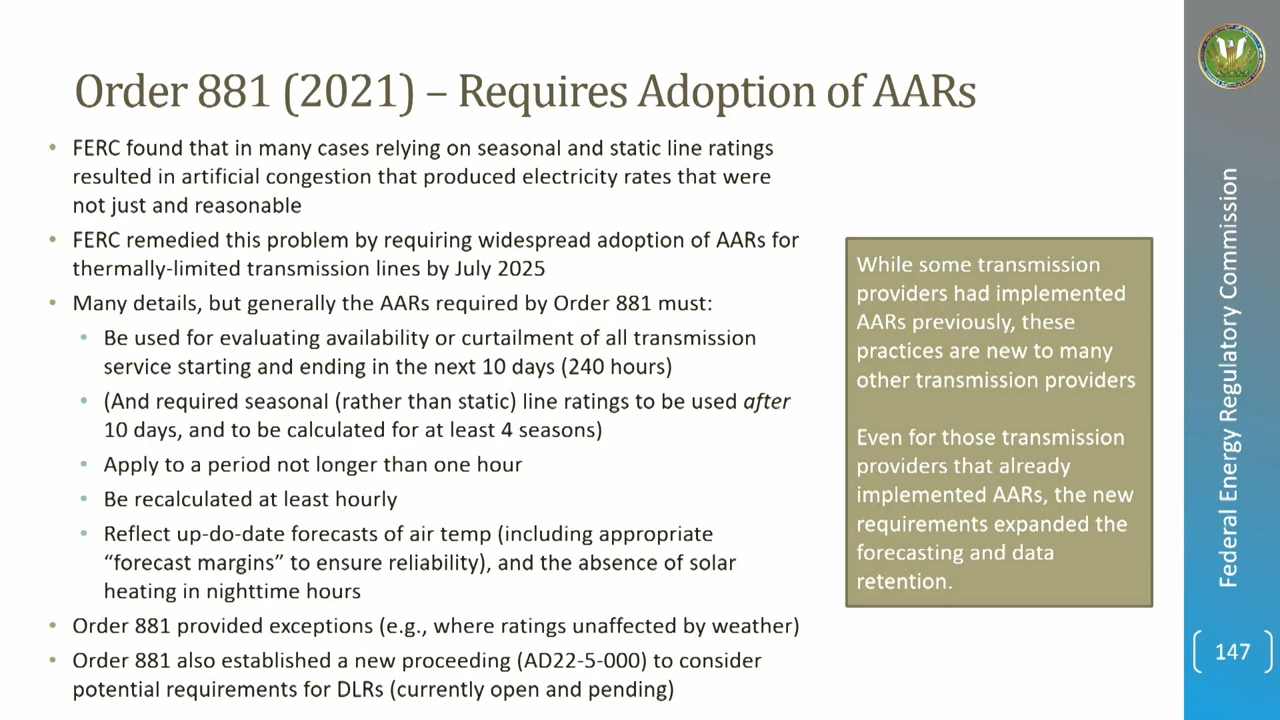 Order 881 (2021) – Requires Adoption of AARs
• FERC found that in many cases relying on seasonal and static line ratings
resulted in artificial congestion that produced electricity rates that were
not just and reasonable
• FERC remedied this problem by requiring widespread adoption of AARs for
thermally-limited transmission lines by July 2025
• Many details, but generally the AARs required by Order 881 must:
• Be used for evaluating availability or curtailment of all transmission
service starting and ending in the next 10 days (240 hours)
• (And required seasonal (rather than static) line ratings to be used after
10 days, and to be calculated for at least 4 seasons)
• Apply to a period not longer than one hour
• Be recalculated at least hourly
• Reflect up-do-date forecasts of air temp (including appropriate
“forecast margins” to ensure reliability), and the absence of solar
heating in nighttime hours
• Order 881 provided exceptions (e.g., where ratings unaffected by weather)
• Order 881 also established a new proceeding (AD22-5-000) to consider
potential requirements for DLRs (currently open and pending)
While some transmission
providers had implemented
AARs previously, these
practices are new to many
other transmission providers
Even for those transmission
providers that already
implemented AARs, the new
requirements expanded the
forecasting and data
retention.
Federal Energy Regulatory Commission
147